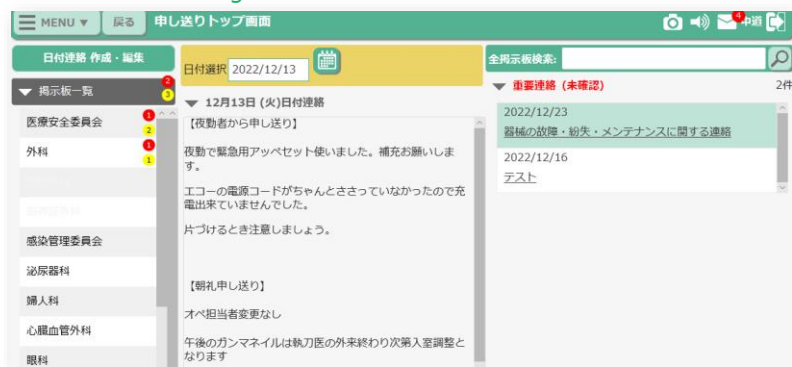 MENU ▼ 戻る 申し送りトップ画面 4 中道
日付連絡 作成・編集
▼ 掲示板一覧 2 3
医療安全委員会 1 2
外科 1 1
感染管理委員会
泌尿器科
婦人科
心臓血管外科
眼科
日付選択 2022/12/13
▼ 12月13日 (火)日付連絡
【夜勤者から申し送り】
夜勤で緊急用アッペセット使いました。補充お願いしま
す。
エコーの電源コードがちゃんとささっていなかったので充
電出来ていませんでした。
片づけるとき注意しましょう。
【朝礼申し送り】
オペ担当者変更なし
午後のガンマネイルは執刀医の外来終わり次第入室調整と
なります
全掲示板検索:
▼ 重要連絡 (未確認) 2件
2022/12/23
器械の故障・紛失・メンテナンスに関する連絡
2022/12/16
テスト